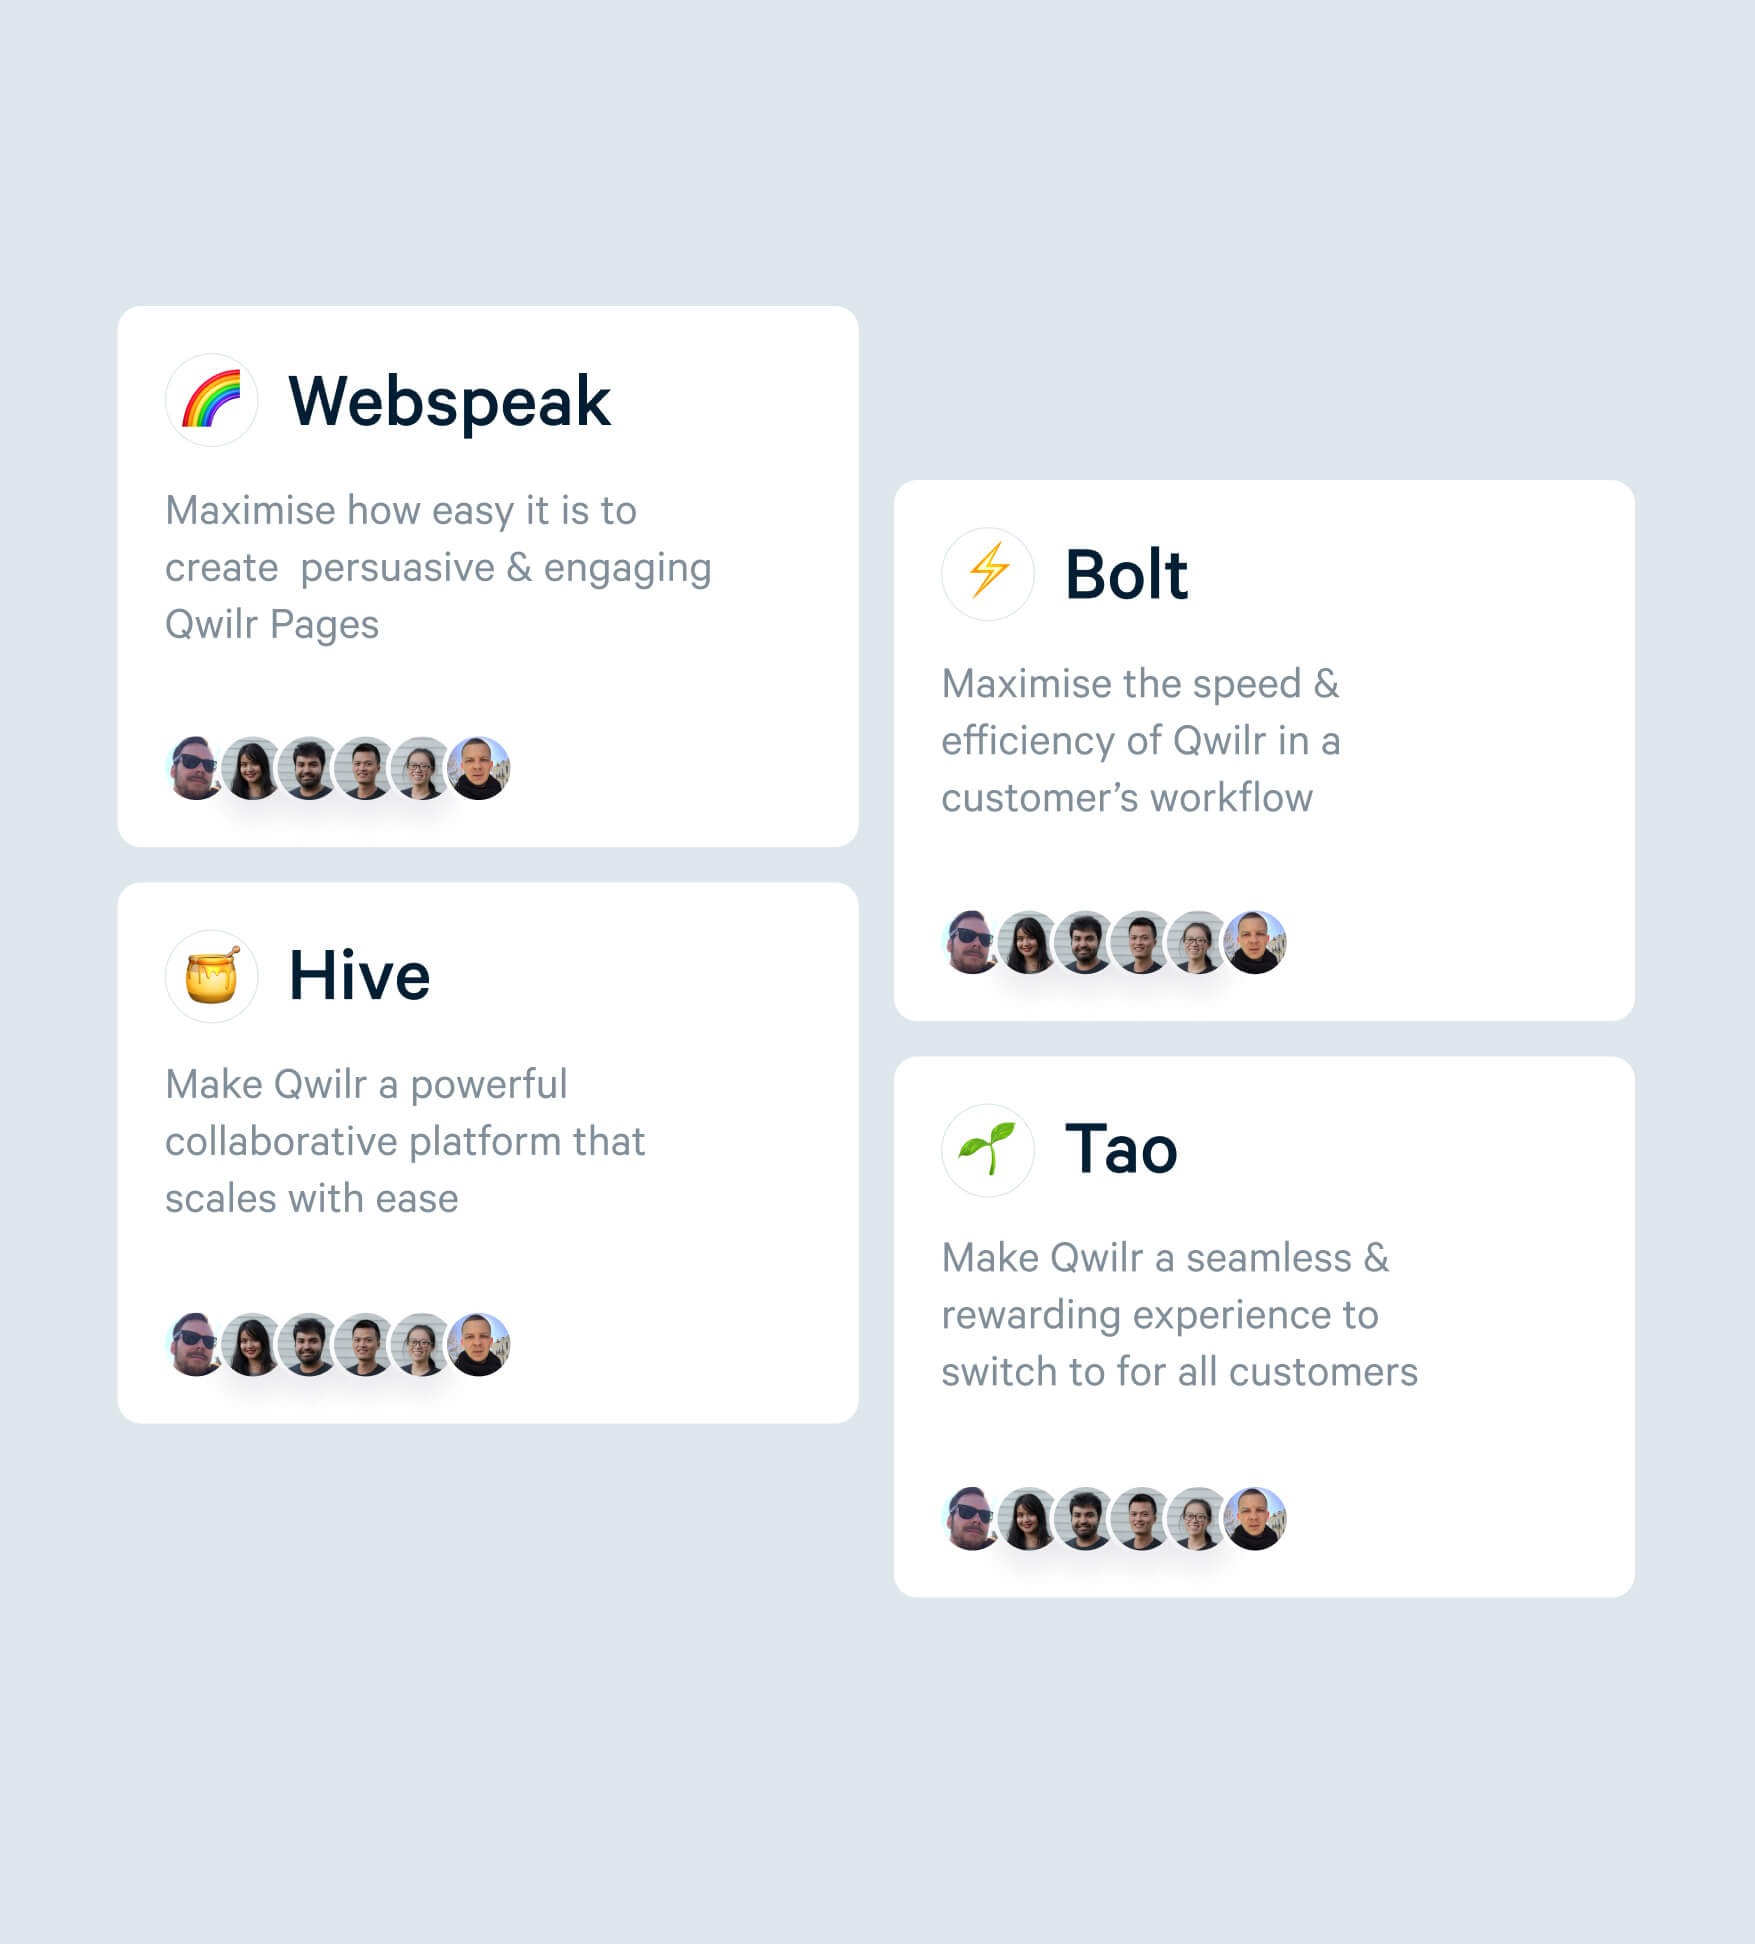 Webspeak
Maximise how easy it is to
create  persuasive & engaging
Qwilr Pages
Hive
Make Qwilr a powerful
collaborative platform that
scales with ease
Bolt
Maximise the speed &
efficiency of Qwilr in a
customer’s workflow
Tao
Make Qwilr a seamless &
rewarding experience to
switch to for all customers